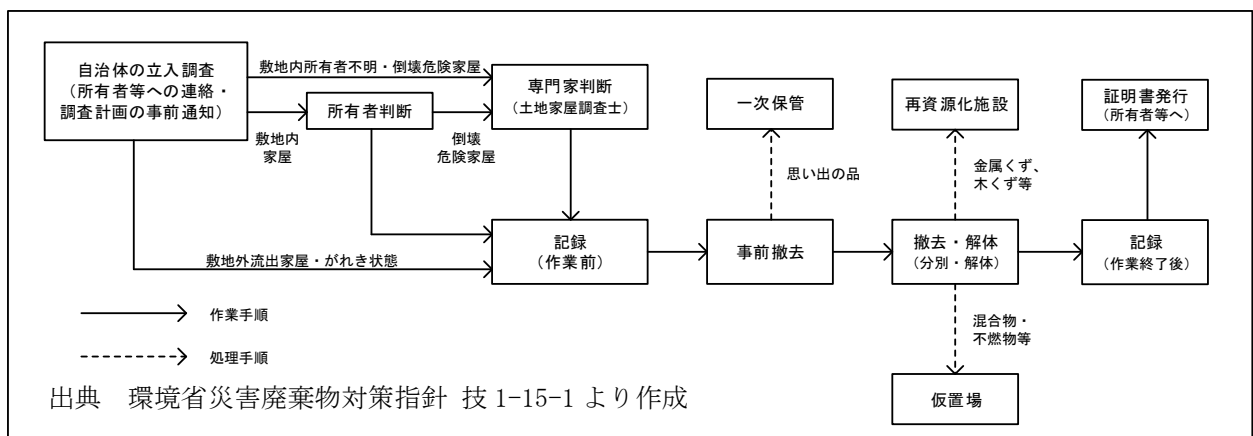 自治体の立入調査
(所有者等への連絡・
調査計画の事前通知)
敷地内所有者不明・倒壊危険家屋
敷地内
家屋
所有者判断
倒壊
危険家屋
専門家判断
(土地家屋調査士)
敷地外流出家屋・がれき状態
記録
(作業前)
一次保管
思い出の品
事前撤去
再資源化施設
金属くず、
木くず等
撤去・解体
(分別・解体)
混合物・
不燃物等
仮置場
証明書発行
(所有者等へ)
記録
(作業終了後)
作業手順
処理手順
出典　環境省災害廃棄物対策指針 技 1-15-1 より作成